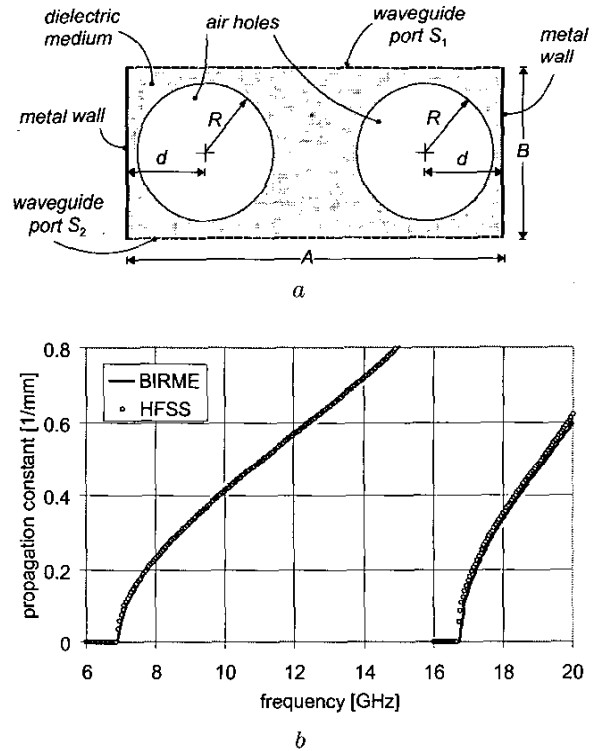 dielectric
medium
air holes
waveguide
port S1
metal
wall
metal wall
R
R
d
d
B
waveguide
port S2
A
a
propagation constant [1/mm]
0.8
0.6
0.4
0.2
0
BIRME
HFSS
6 8 10 12 14 16 18 20
frequency [GHz]
b